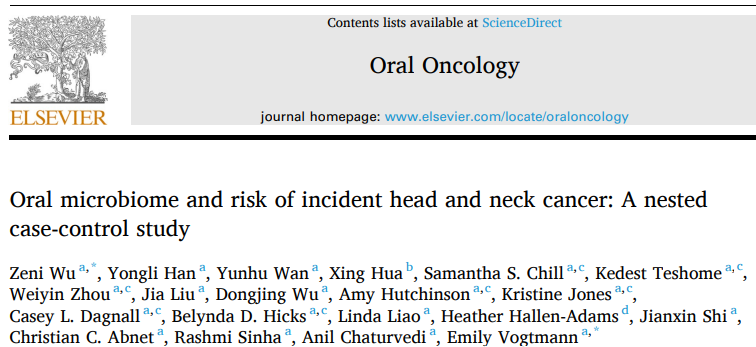 Contents lists available at ScienceDirect
Oral Oncology
ELSEVIER
journal homepage: www.elsevier.com/locate/oraloncology
Oral microbiome and risk of incident head and neck cancer: A nested
case-control study
Zeni Wu a,*, Yongli Han a, Yunhu Wan a, Xing Hua b, Samantha S. Chill a,c, Kedest Teshome a,c,
Weiyin Zhou a,c, Jia Liu a, Dongjing Wu a, Amy Hutchinson a,c, Kristine Jones a,c,
Casey L. Dagnall a,c, Belynda D. Hicks a,c, Linda Liao a, Heather Hallen-Adams d, Jianxin Shi a,
Christian C. Abnet a, Rashmi Sinha a, Anil Chaturvedi a, Emily Vogtmann a,*